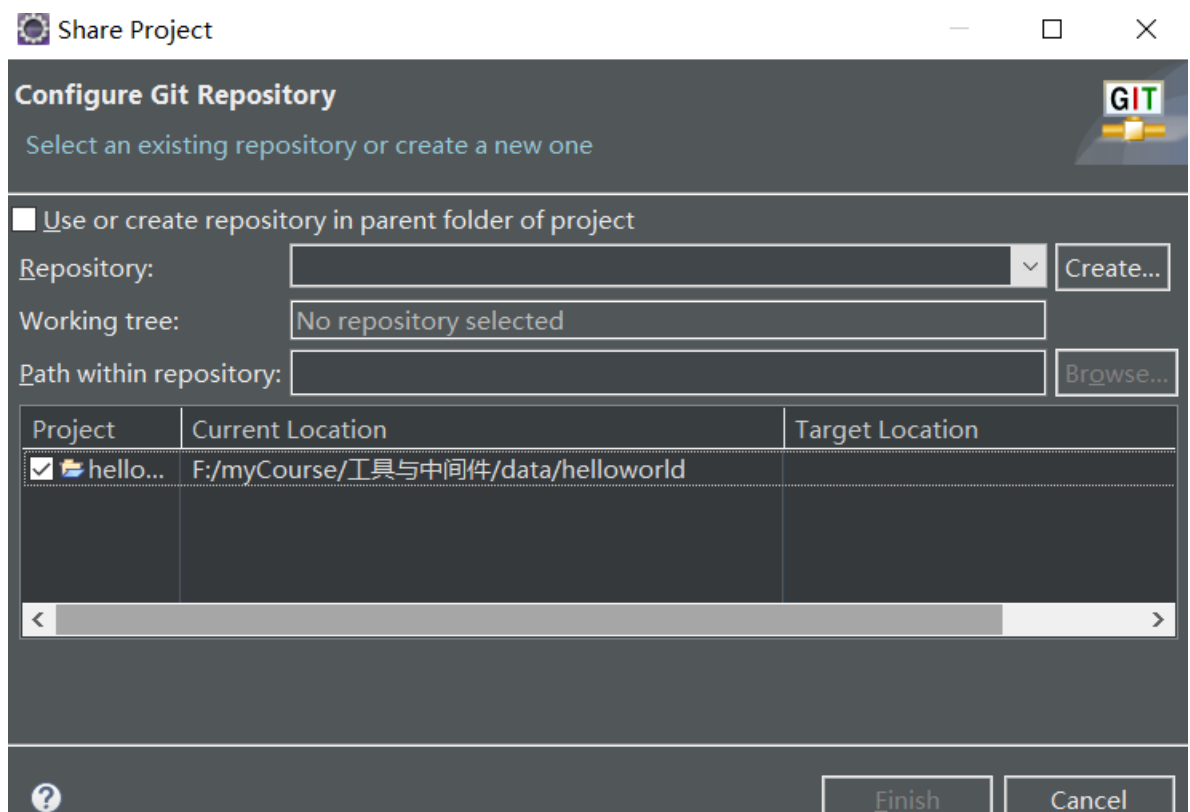 Share Project
Configure Git Repository
GIT
Select an existing repository or create a new one
Use or create repository in parent folder of project
Repository: Create...
Working tree: No repository selected
Path within repository: Browse...
Project Current Location Target Location
hello... F:/myCourse/工具与中间件/data/helloworld
Finish Cancel